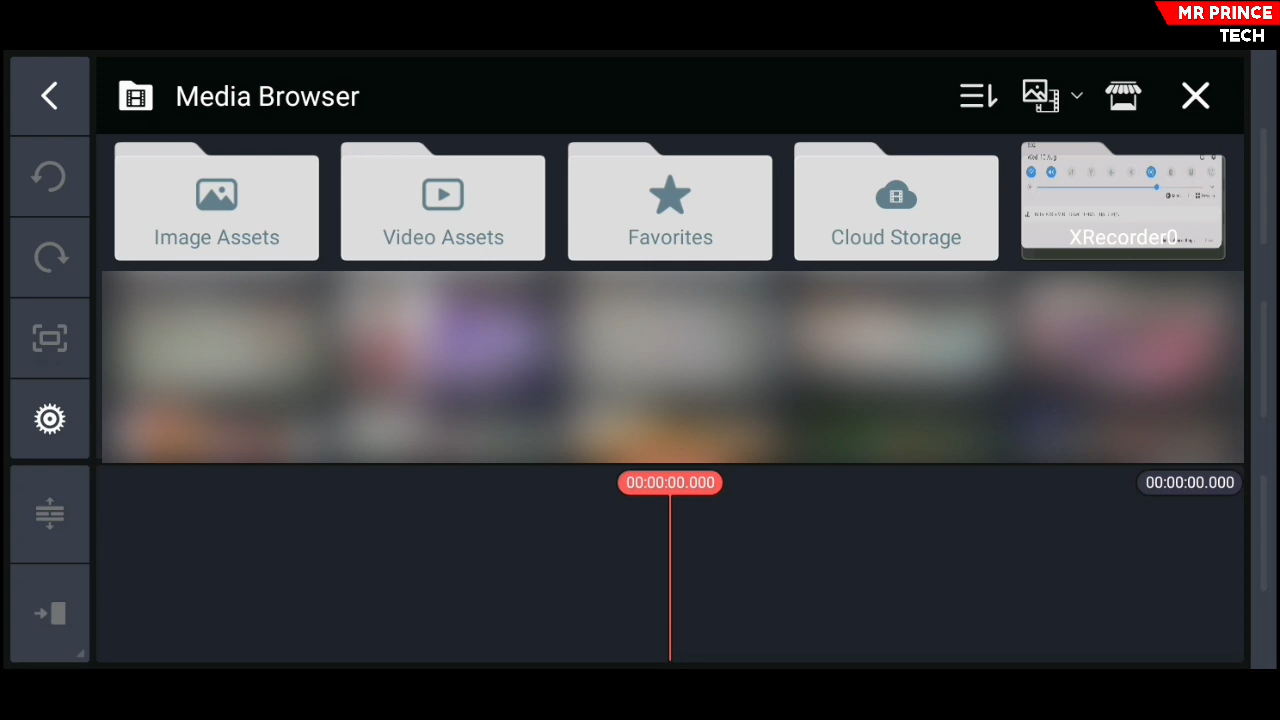 MR PRINCE
TECH
Media Browser
Image Assets
Video Assets
Favorites
Cloud Storage
XRecorder0
00:00:00.000
00:00:00.000